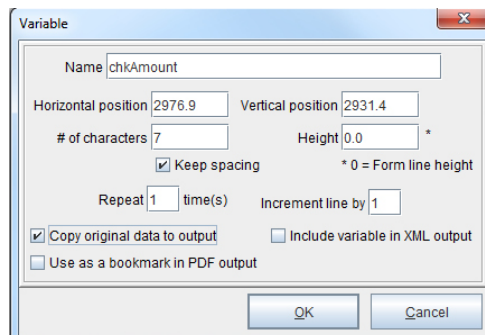 Variable
Name chkAmount
Horizontal position 2976.9 Vertical position 2931.4
# of characters 7 Height 0.0 *
Keep spacing * 0 = Form line height
Repeat 1 time(s) Increment line by 1
Copy original data to output Include variable in XML output
Use as a bookmark in PDF output
OK Cancel